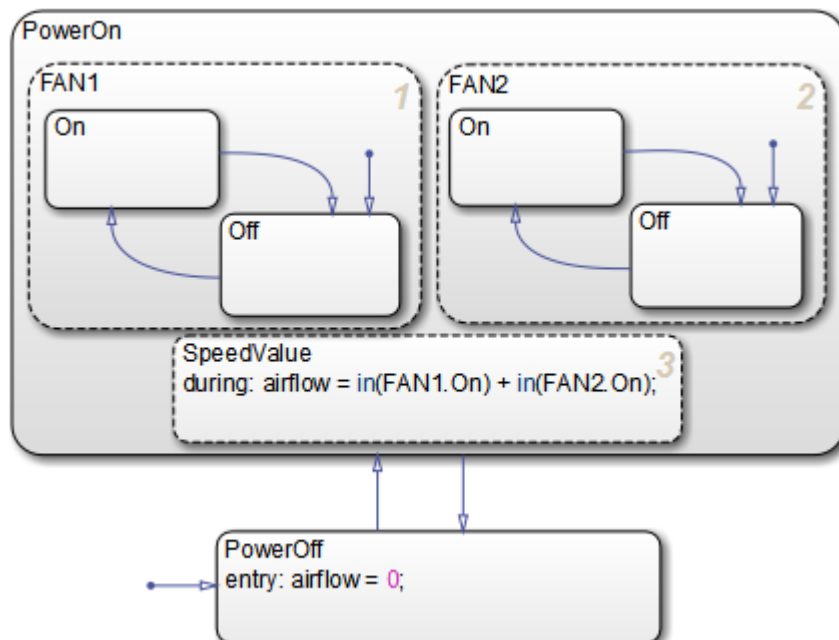 PowerOn
FAN1
1
On
Off
FAN2
2
On
Off
SpeedValue
3
during: airflow = in(FAN1.On) + in(FAN2.On);
PowerOff
entry: airflow = 0;